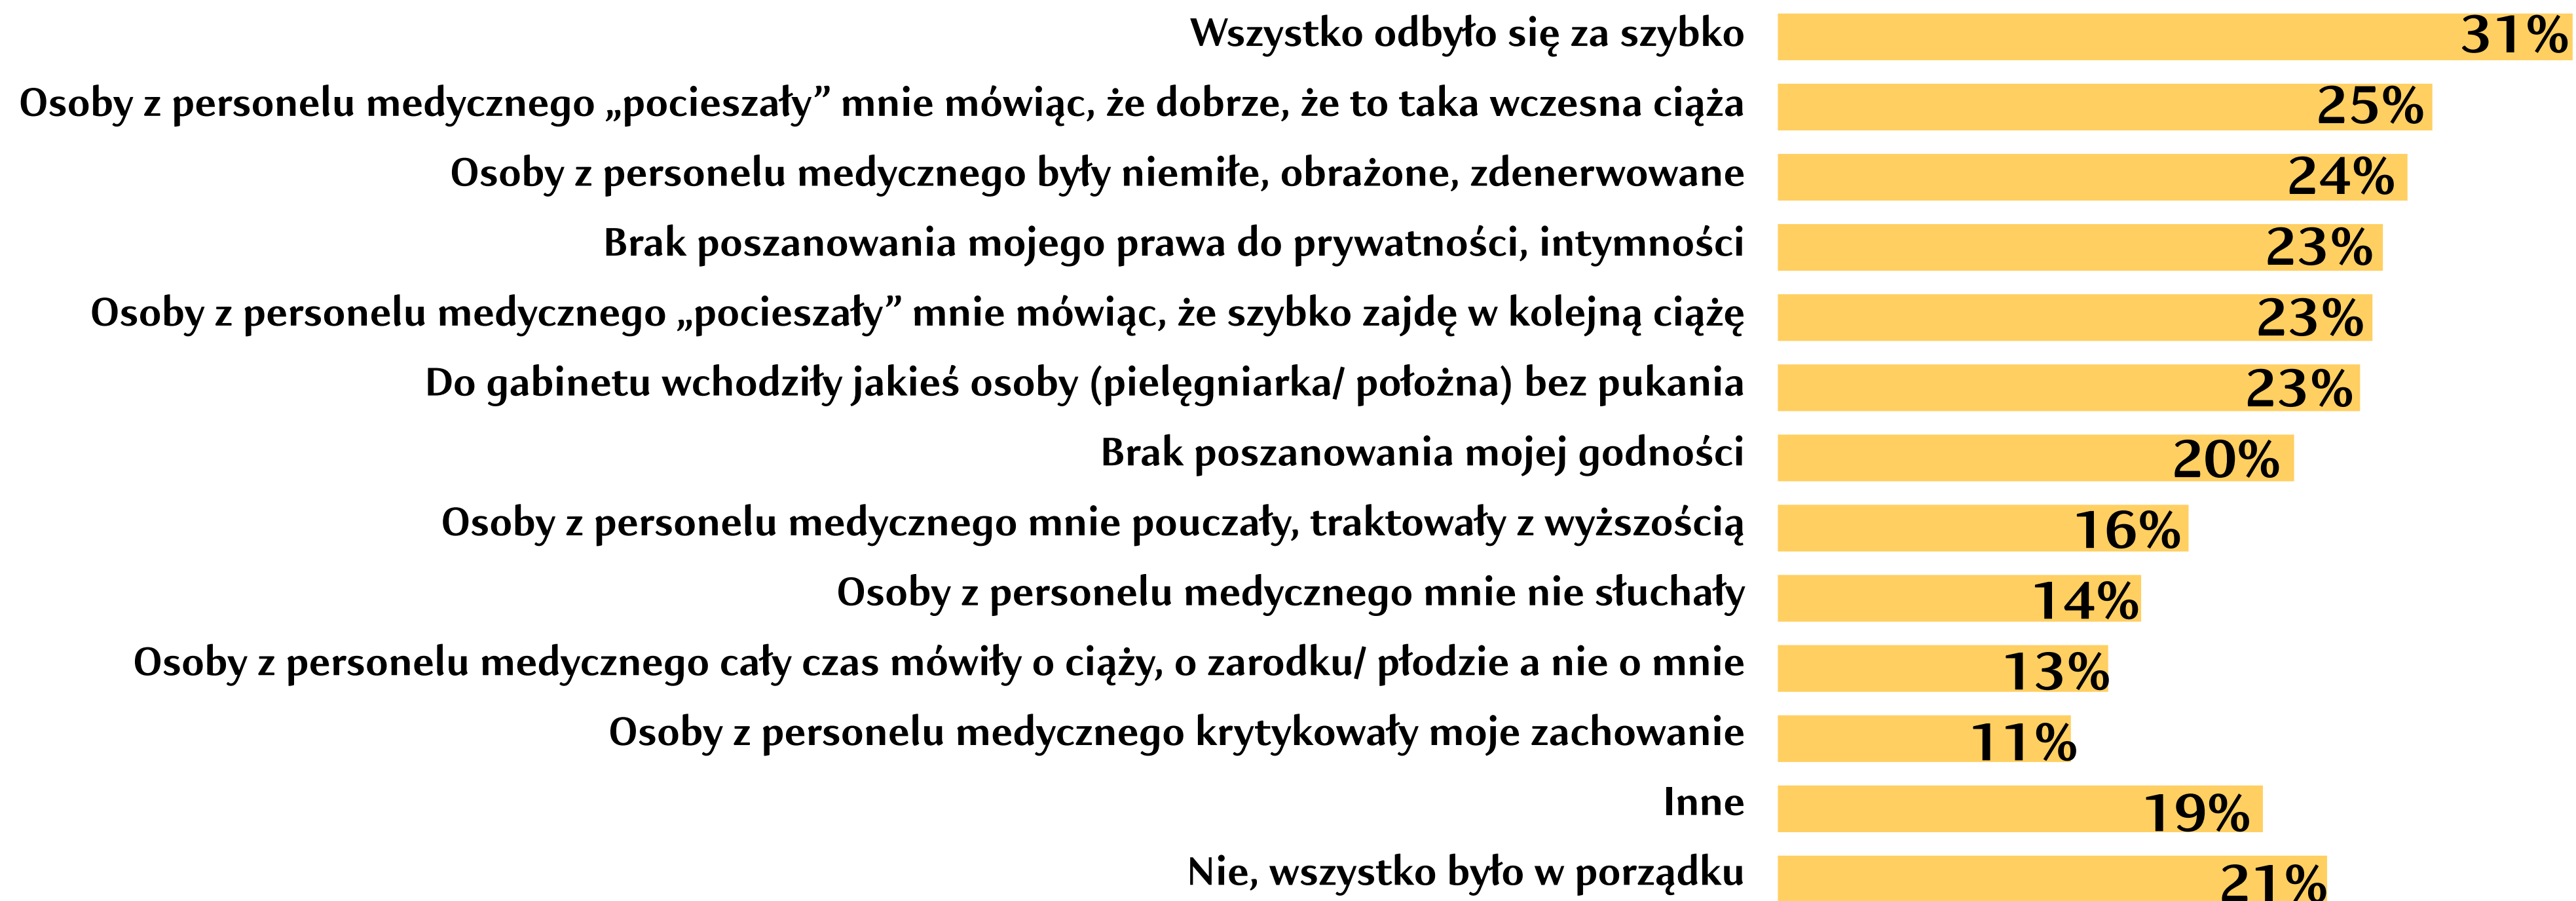 Wszystko odbyło się za szybko 31%
Osoby z personelu medycznego „pocieszały” mnie mówiąc, że dobrze, że to taka wczesna ciąża 25%
Osoby z personelu medycznego były niemiłe, obrażone, zdenerwowane 24%
Brak poszanowania mojego prawa do prywatności, intymności 23%
Osoby z personelu medycznego „pocieszały” mnie mówiąc, że szybko zajdę w kolejną ciążę 23%
Do gabinetu wchodziły jakieś osoby (pielęgniarka/ położna) bez pukania 23%
Brak poszanowania mojej godności 20%
Osoby z personelu medycznego mnie pouczały, traktowały z wyższością 16%
Osoby z personelu medycznego mnie nie słuchały 14%
Osoby z personelu medycznego cały czas mówiły o ciąży, o zarodku/ płodzie a nie o mnie 13%
Osoby z personelu medycznego krytykowały moje zachowanie 11%
Inne 19%
Nie, wszystko było w porządku 21%